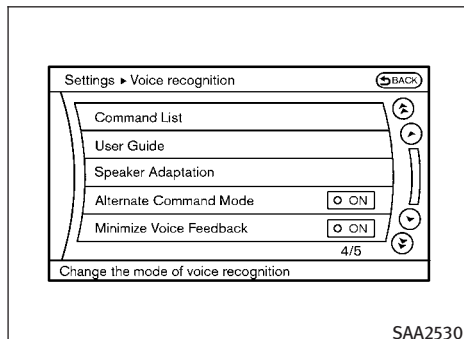 Settings ▸ Voice recognition
BACK
Command List
User Guide
Speaker Adaptation
Alternate Command Mode ON
Minimize Voice Feedback ON
4/5
Change the mode of voice recognition
SAA2530